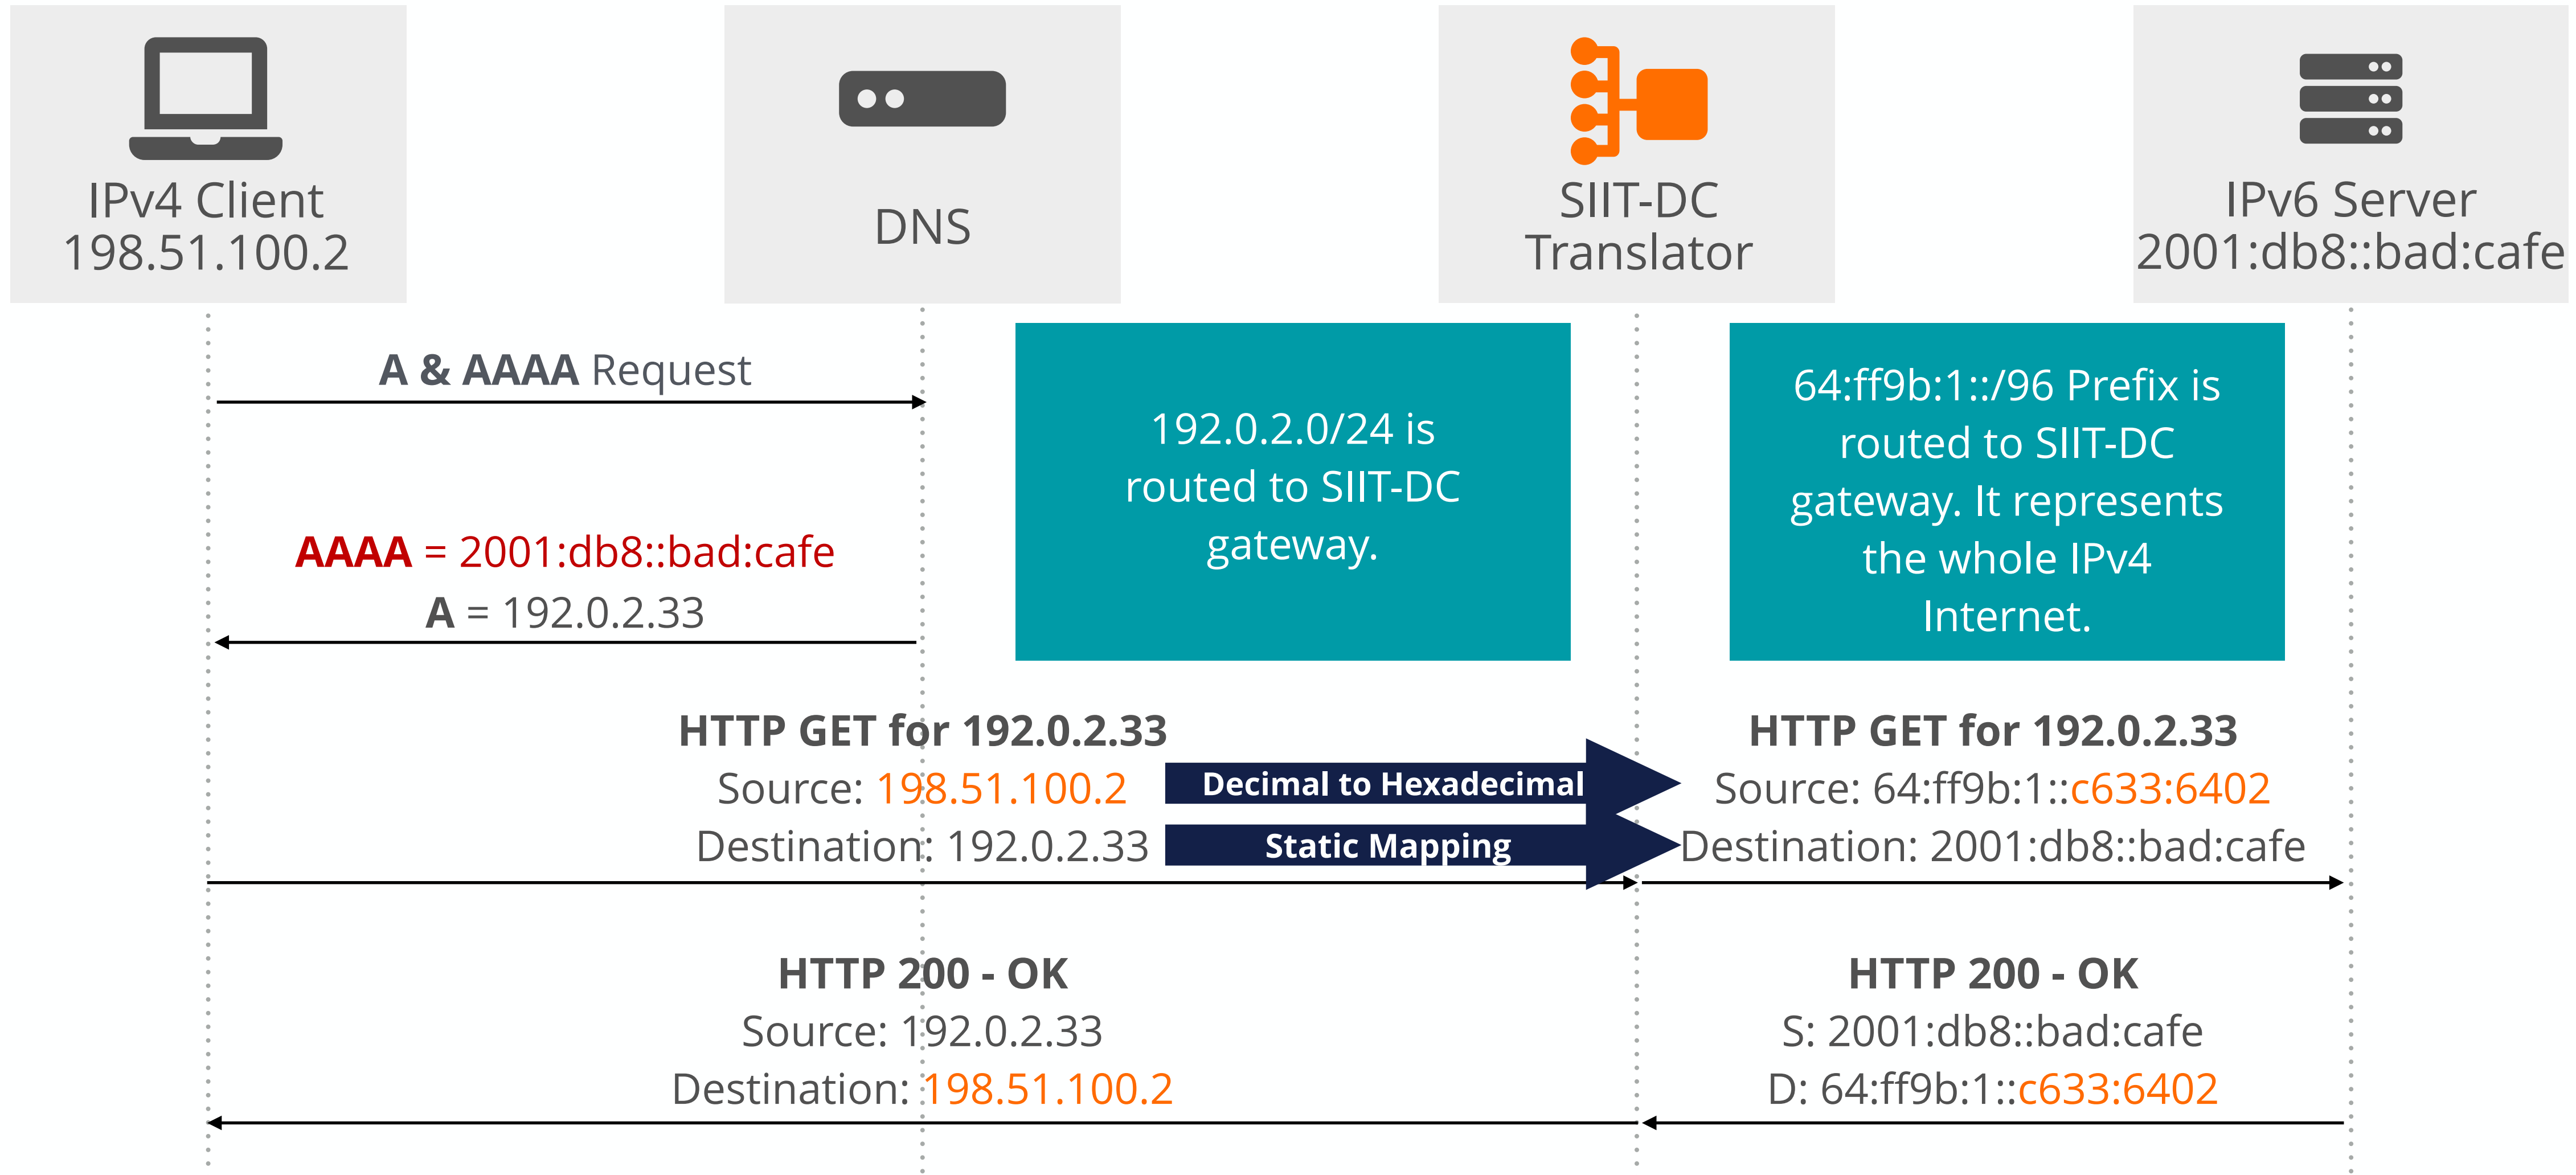 IPv4 Client
198.51.100.2
DNS
SIIT-DC
Translator
IPv6 Server
2001:db8::bad:cafe
A & AAAA Request
AAAA = 2001:db8::bad:cafe
A = 192.0.2.33
192.0.2.0/24 is
routed to SIIT-DC
gateway.
64:ff9b:1::/96 Prefix is
routed to SIIT-DC
gateway. It represents
the whole IPv4
Internet.
HTTP GET for 192.0.2.33
Source: 198.51.100.2
Destination: 192.0.2.33
Decimal to Hexadecimal
Static Mapping
HTTP GET for 192.0.2.33
Source: 64:ff9b:1::c633:6402
Destination: 2001:db8::bad:cafe
HTTP 200 - OK
Source: 192.0.2.33
Destination: 198.51.100.2
HTTP 200 - OK
S: 2001:db8::bad:cafe
D: 64:ff9b:1::c633:6402